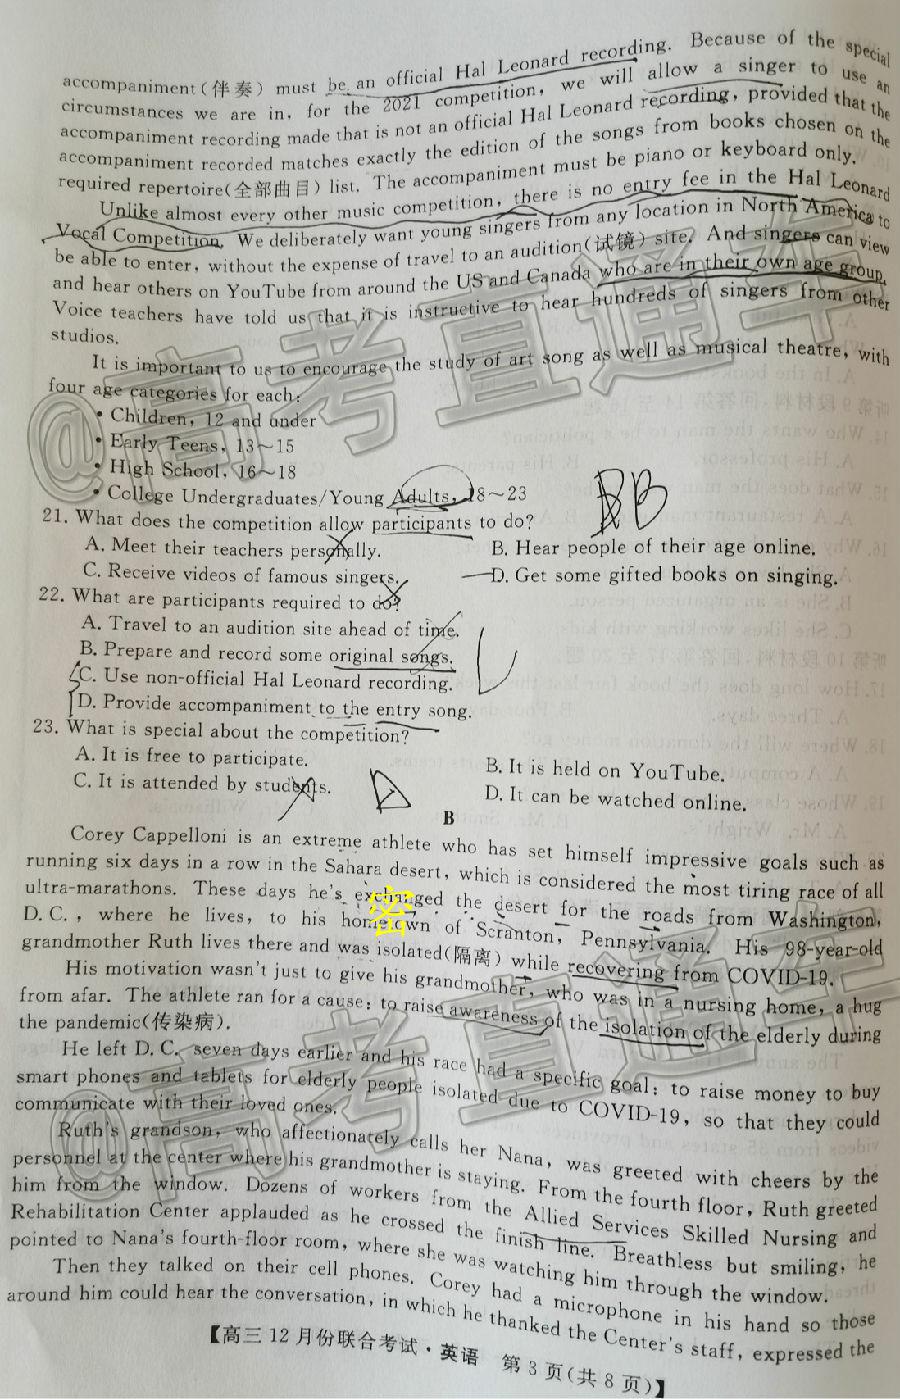 accompaniment(伴奏) must be an official Hal Leonard recording. Because of the special
circumstances we are in, for the 2021 competition, we will allow a singer to use an
accompaniment recording made that is not an official Hal Leonard recording, provided that the
accompaniment recorded matches exactly the edition of the songs from books chosen on the
required repertoire(全部曲目) list. The accompaniment must be piano or keyboard only.
Unlike almost every other music competition, there is no entry fee in the Hal Leonard
Vocal Competition. We deliberately want young singers from any location in North America to
be able to enter, without the expense of travel to an audition(试镜) site. And singers can view
and hear others on YouTube from around the US and Canada who are in their own age group.
Voice teachers have told us that it is instructive to hear hundreds of singers from other
studios.
It is important to us to encourage the study of art song as well as musical theatre, with
four age categories for each:
• Children, 12 and under
• Early Teens, 13~15
• High School, 16~18
• College Undergraduates/Young Adults, 18~23
BB
21. What does the competition allow participants to do?
A. Meet their teachers personally. B. Hear people of their age online.
C. Receive videos of famous singers. D. Get some gifted books on singing.
22. What are participants required to do?
A. Travel to an audition site ahead of time.
B. Prepare and record some original songs.
C. Use non-official Hal Leonard recording.
D. Provide accompaniment to the entry song.
23. What is special about the competition?
A. It is free to participate. B. It is held on YouTube.
C. It is attended by students. D. It can be watched online.
B
Corey Cappelloni is an extreme athlete who has set himself impressive goals such as
running six days in a row in the Sahara desert, which is considered the most tiring race of all
ultra-marathons. These days he's exchanged the desert for the roads from Washington,
D. C., where he lives, to his hometown of Scranton, Pennsylvania. His 98-year-old
grandmother Ruth lives there and was isolated(隔离) while recovering from COVID-19.
密
His motivation wasn't just to give his grandmother, who was in a nursing home, a hug
from afar. The athlete ran for a cause: to raise awareness of the isolation of the elderly during
the pandemic(传染病).
He left D. C. seven days earlier and his race had a specific goal: to raise money to buy
smart phones and tablets for elderly people isolated due to COVID-19, so that they could
communicate with their loved ones.
Ruth's grandson, who affectionately calls her Nana, was greeted with cheers by the
personnel at the center where his grandmother is staying. From the fourth floor, Ruth greeted
him from the window. Dozens of workers from the Allied Services Skilled Nursing and
Rehabilitation Center applauded as he crossed the finish line. Breathless but smiling, he
pointed to Nana's fourth-floor room, where she was watching him through the window.
Then they talked on their cell phones. Corey had a microphone in his hand so those
around him could hear the conversation, in which he thanked the Center's staff, expressed the
【高三12月份联合考试·英语 第3页(共8页)】
@高考直通车
@高考直通车